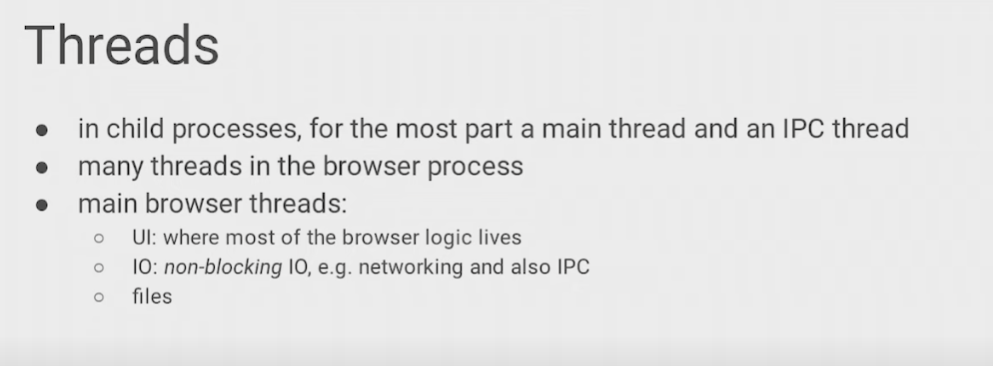 Threads
● in child processes, for the most part a main thread and an IPC thread
● many threads in the browser process
● main browser threads:
○ UI: where most of the browser logic lives
○ IO: non-blocking IO, e.g. networking and also IPC
○ files